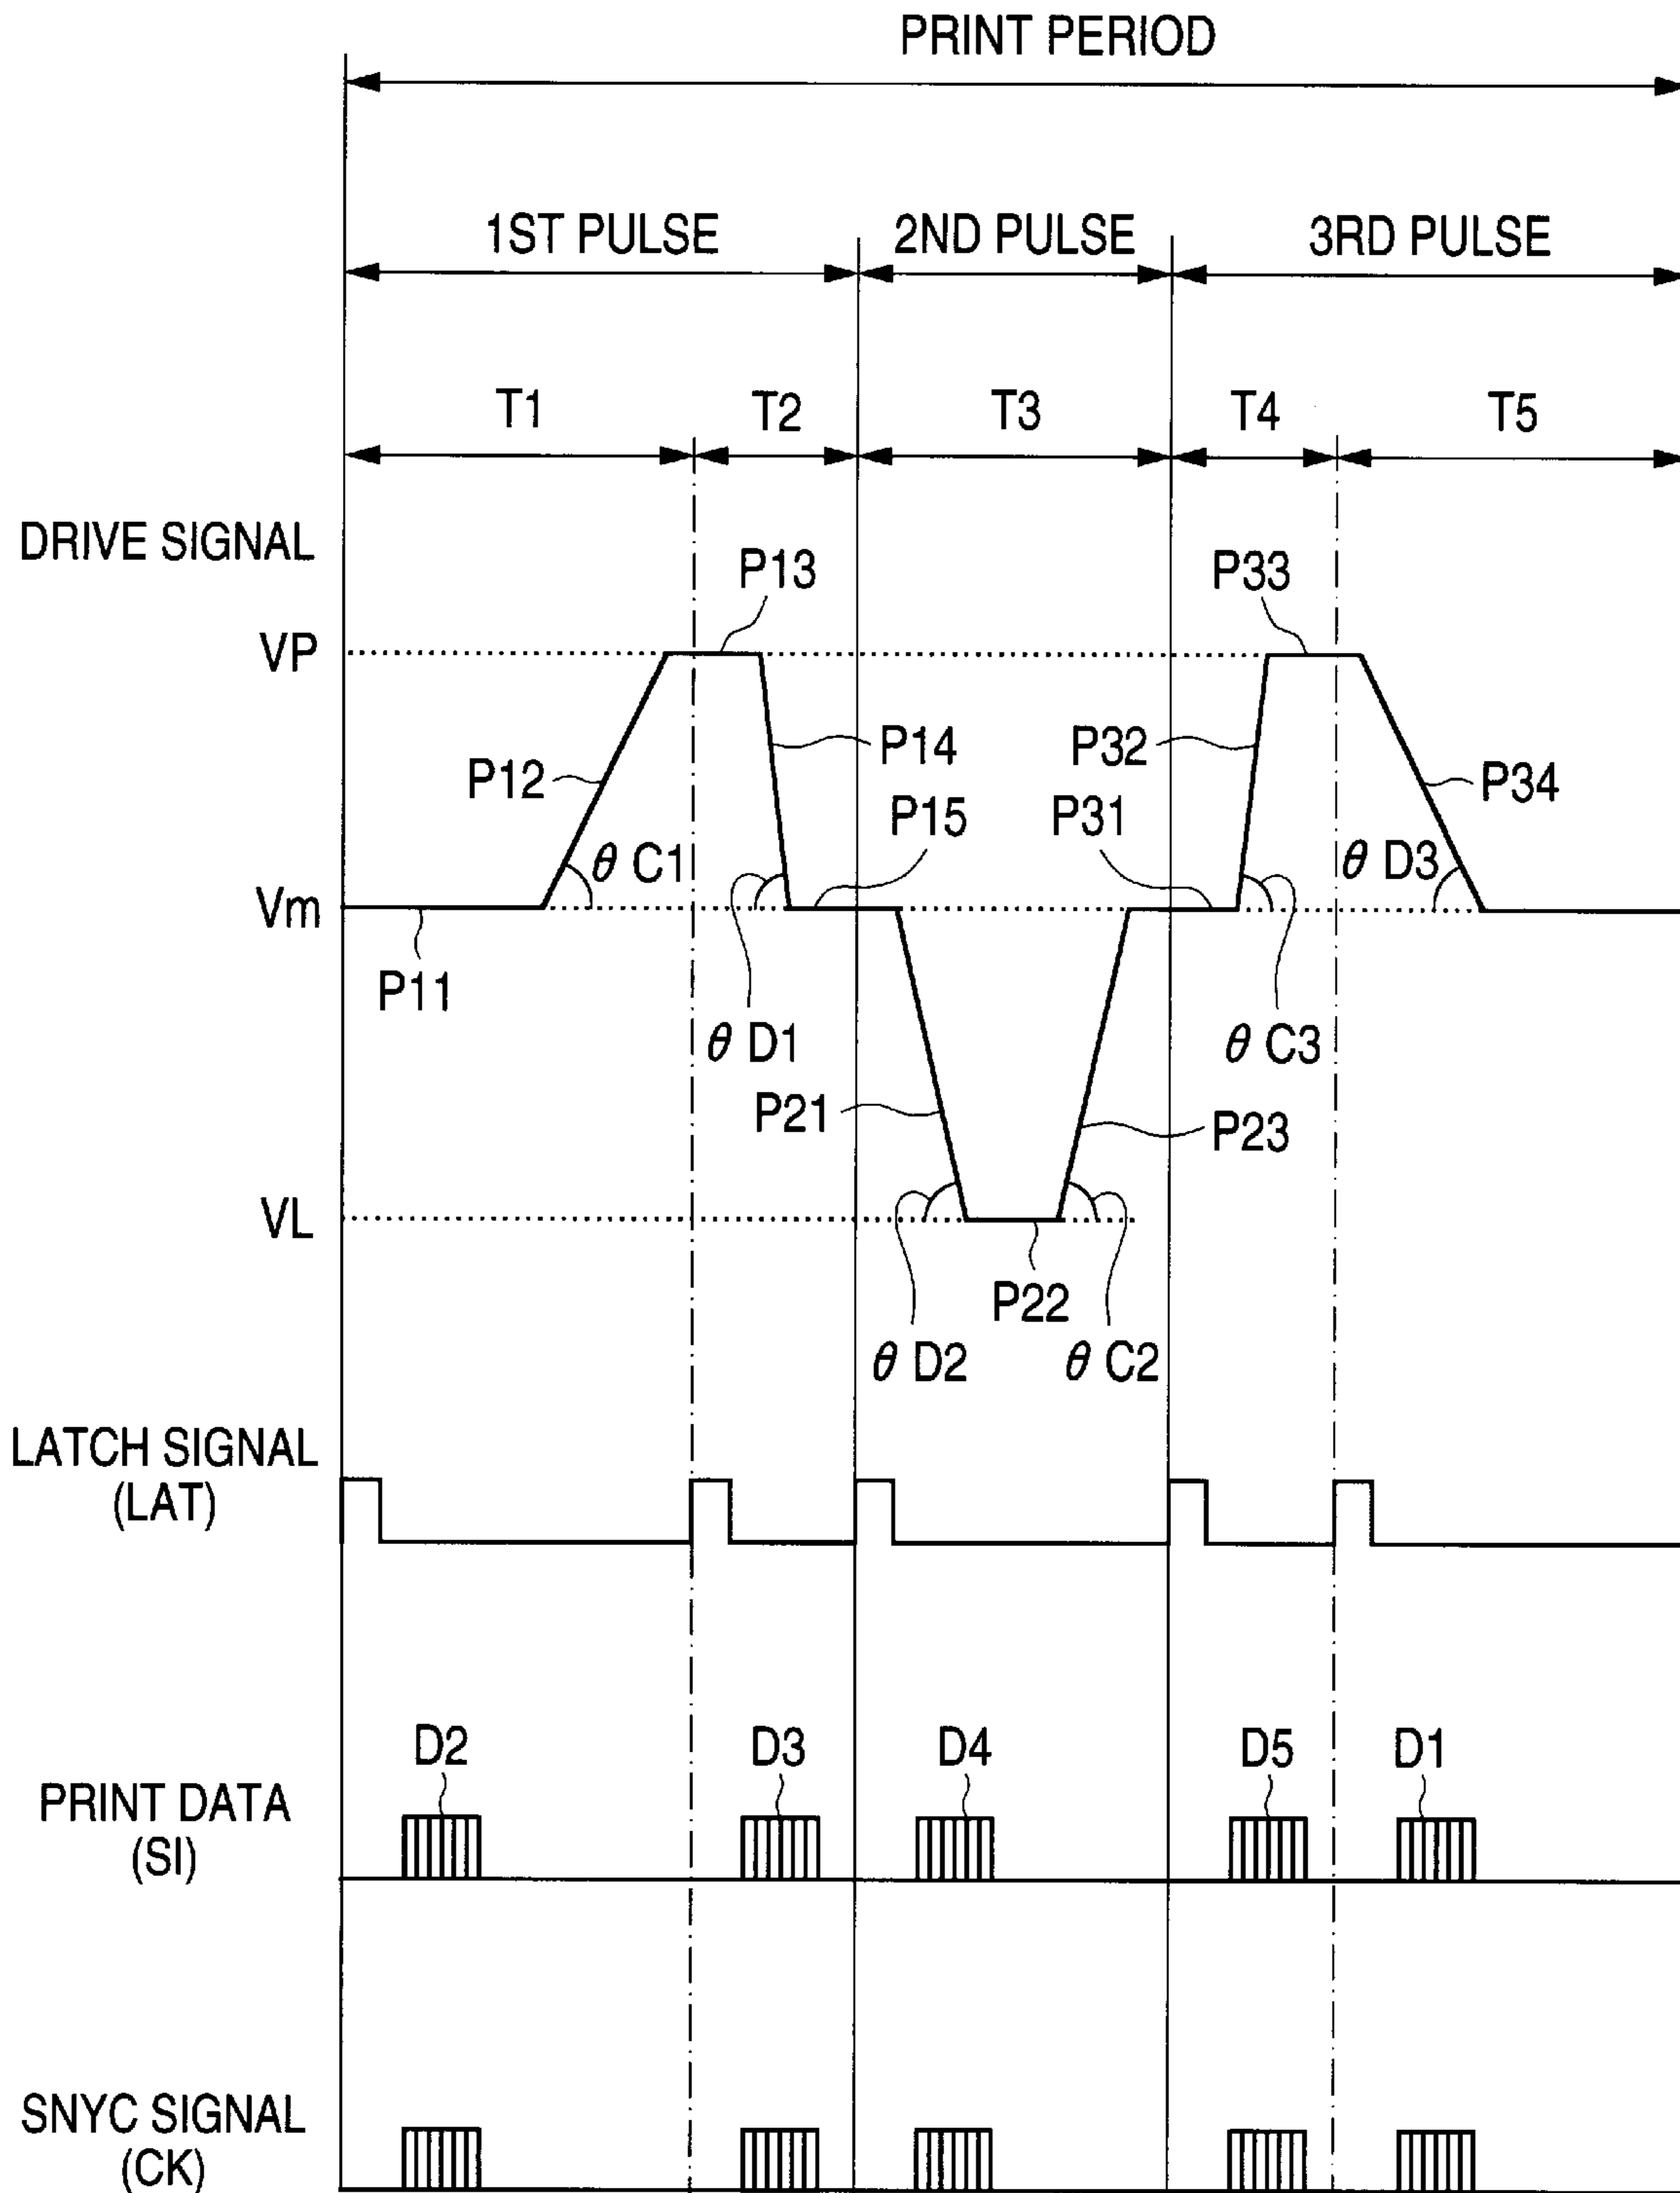 PRINT PERIOD
1ST PULSE
2ND PULSE
3RD PULSE
T1
T2
T3
T4
T5
DRIVE SIGNAL
P13
P33
VP
P14
P32
P12
P34
P15
P31
θ C1
θ D3
Vm
P11
θ D1
θ C3
P21
P23
VL
P22
θ D2
θ C2
LATCH SIGNAL
(LAT)
D2
D3
D4
D5
D1
PRINT DATA
(SI)
SNYC SIGNAL
(CK)